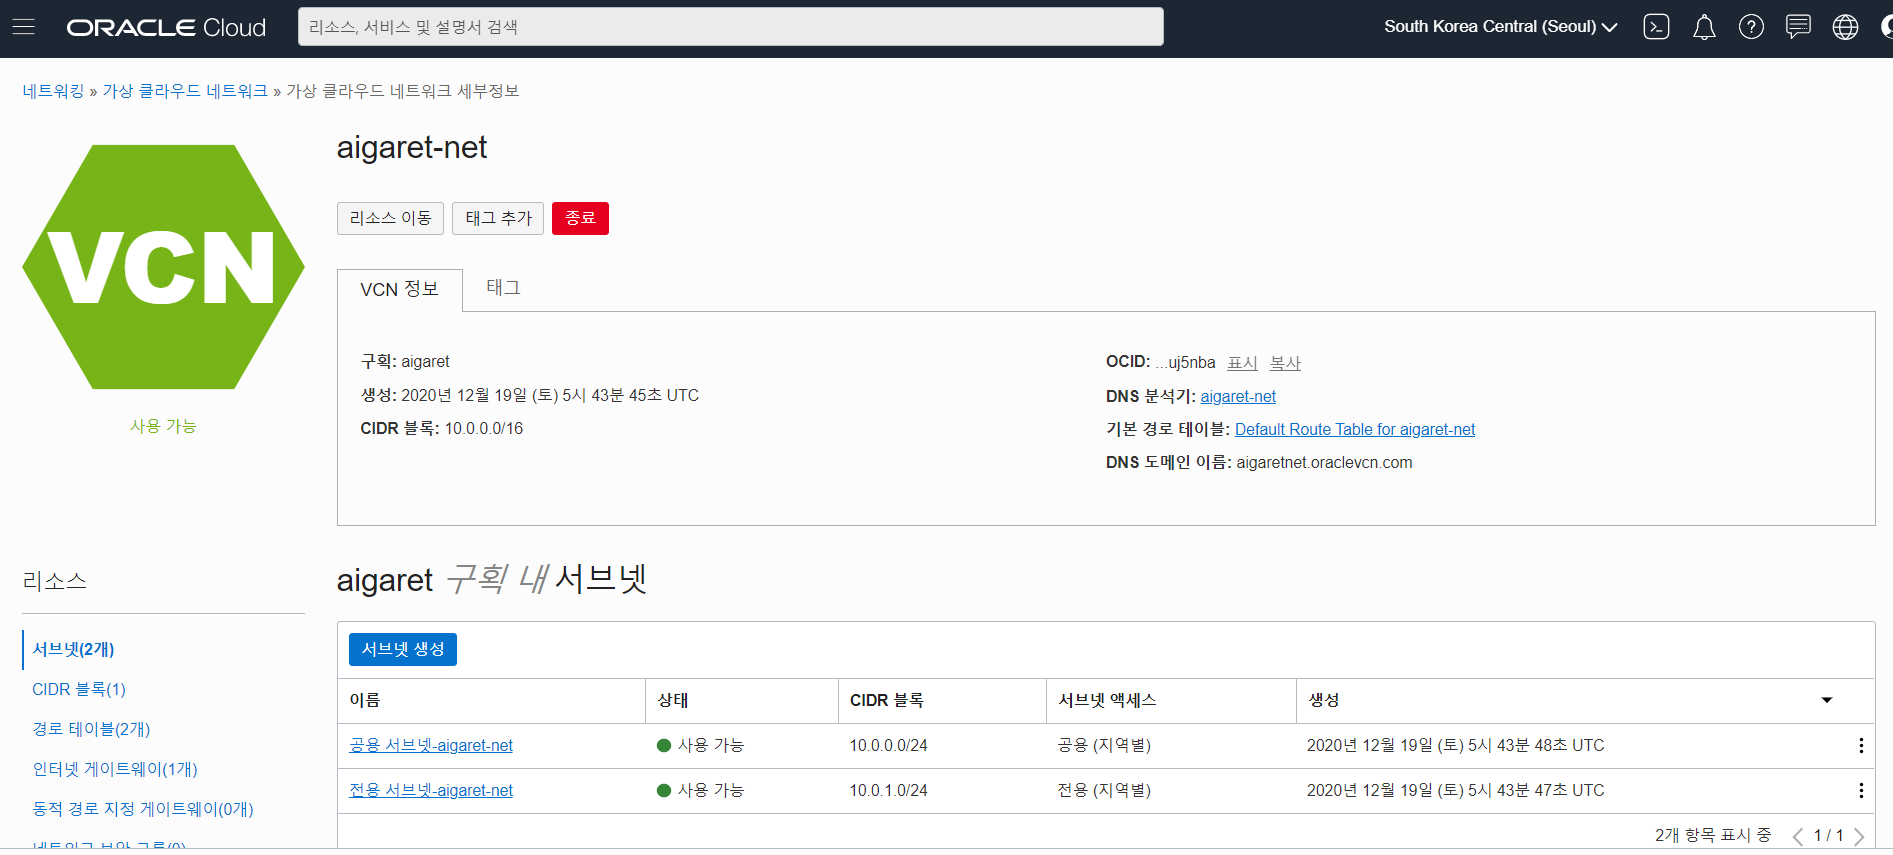 ORACLE Cloud
리소스, 서비스 및 설명서 검색
South Korea Central (Seoul)
네트워킹 » 가상 클라우드 네트워크 » 가상 클라우드 네트워크 세부정보
VCN
사용 가능
aigaret-net
리소스 이동 태그 추가 종료
VCN 정보 태그
구획: aigaret
생성: 2020년 12월 19일 (토) 5시 43분 45초 UTC
CIDR 블록: 10.0.0.0/16
OCID: ...uj5nba 표시 복사
DNS 분석기: aigaret-net
기본 경로 테이블: Default Route Table for aigaret-net
DNS 도메인 이름: aigaretnet.oraclevcn.com
리소스
서브넷(2개)
CIDR 블록(1)
경로 테이블(2개)
인터넷 게이트웨이(1개)
동적 경로 지정 게이트웨이(0개)
aigaret 구획 내 서브넷
서브넷 생성
이름 상태 CIDR 블록 서브넷 액세스 생성
공용 서브넷-aigaret-net 사용 가능 10.0.0.0/24 공용 (지역별) 2020년 12월 19일 (토) 5시 43분 48초 UTC
전용 서브넷-aigaret-net 사용 가능 10.0.1.0/24 전용 (지역별) 2020년 12월 19일 (토) 5시 43분 47초 UTC
2개 항목 표시 중 1 / 1